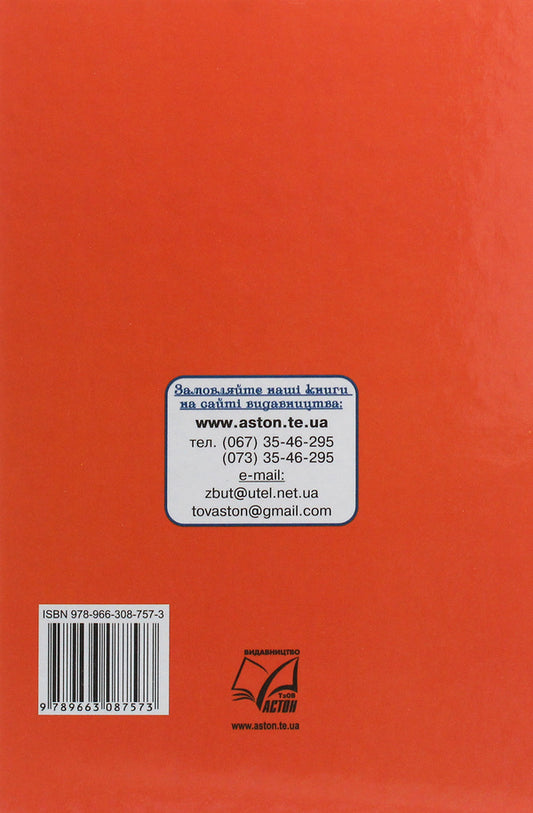 Замовляйте наші книги
на сайті видавництва:
www.aston.te.ua
тел. (067) 35-46-295
(073) 35-46-295
e-mail:
zbut@utel.net.ua
tovaston@gmail.com
ISBN 978-966-308-757-3
9 789663 087573
ВИДАВНИЦТВО
ТзОВ
АСТОН
www.aston.te.ua